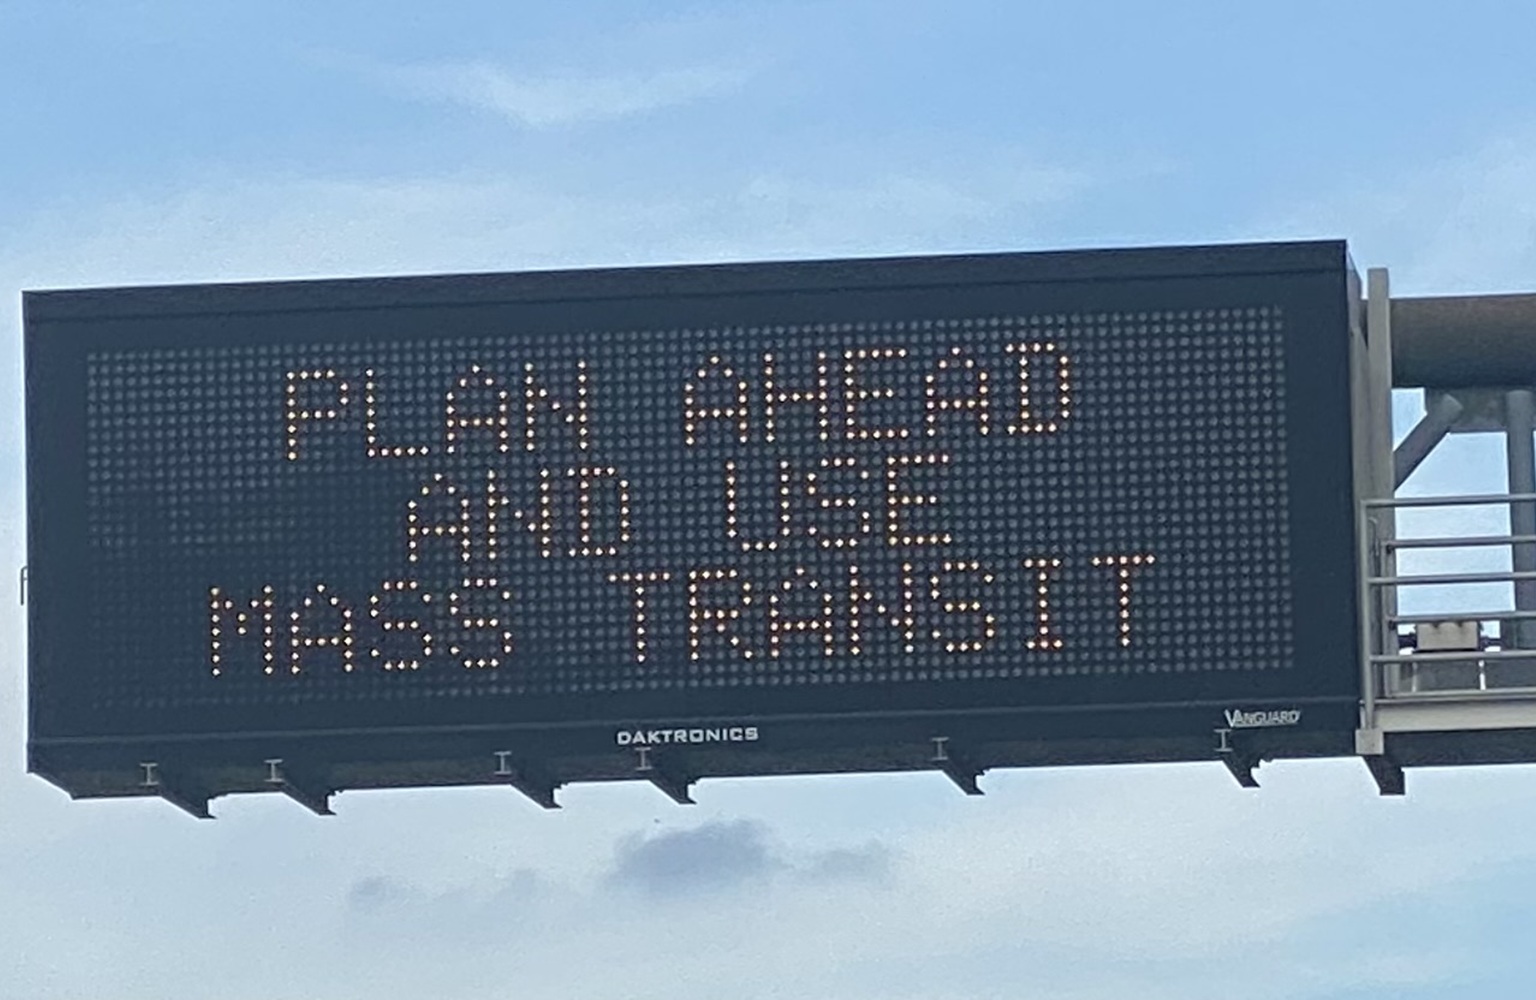 PLAN AHEAD
AND USE
MASS TRANSIT
DAKTRONICS
VANGUARD